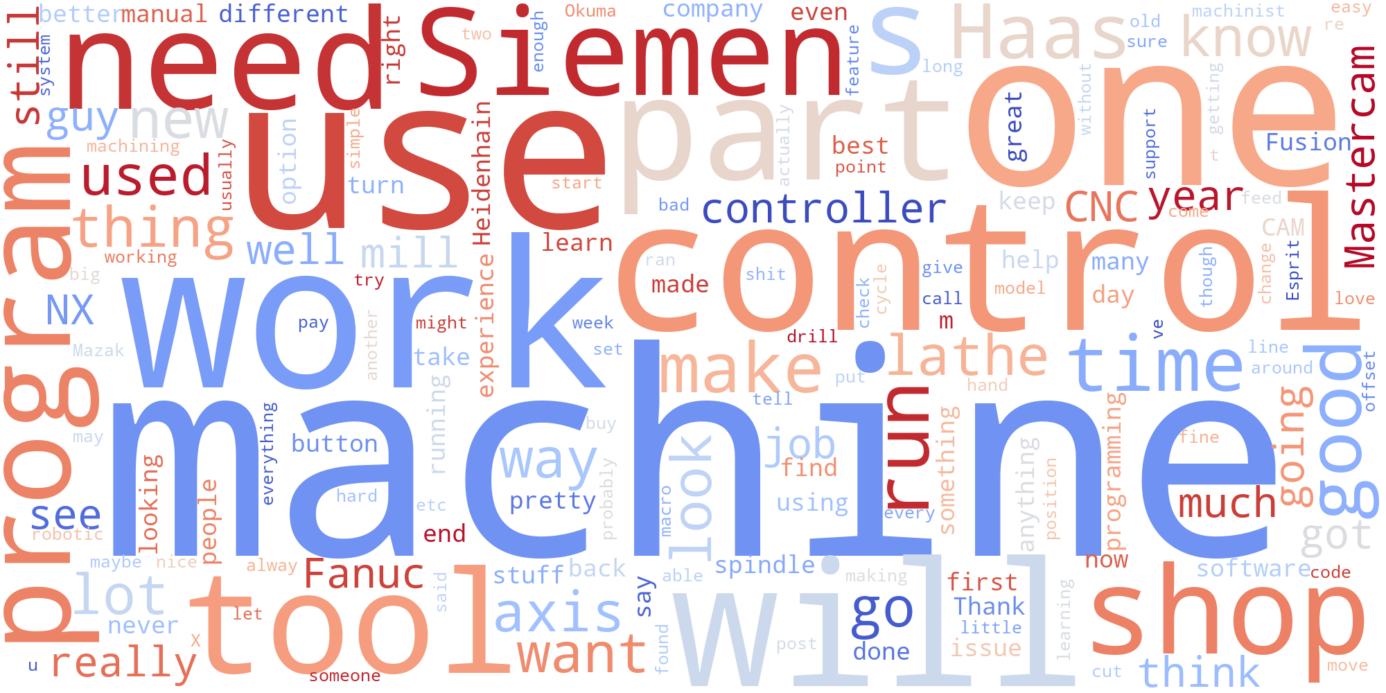 better
manual
different
Okuma
company
even
old
machinist
easy
still
system
need
right
Siemen
two
enough
feature
s
long
Haas
sure
know
re
guy
new
use
part
one
without
getting
great
t
support
Fusion
Mastercam
machining
usually
option
simple
Heidenhain
actually
best
point
used
turn
start
bad
controller
keep
CNC
year
come
feed
CAM
program
thing
working
well
mill
learn
control
ran
shit
made
give
help
many
though
change
Esprit
big
NX
try
work
experience
check
cycle
call
m
model
day
love
Mazak
pay
another
might
take
week
set
drill
ve
make
lathe
time
line
around
offset
may
everything
machine
put
tell
hand
run
good
going
button
running
buy
way
look
job
find
something
programming
fine
looking
people
hard
etc
pretty
probably
macro
using
every
anything
position
much
see
robotic
end
got
maybe
nice
alway
Fanuc
stuff
back
able
spindle
making
first
now
software
code
lot
never
X
let
tool
said
axis
say
will
go
Thank
little
learning
shop
u
really
someone
want
found
post
done
issue
cut
think
move